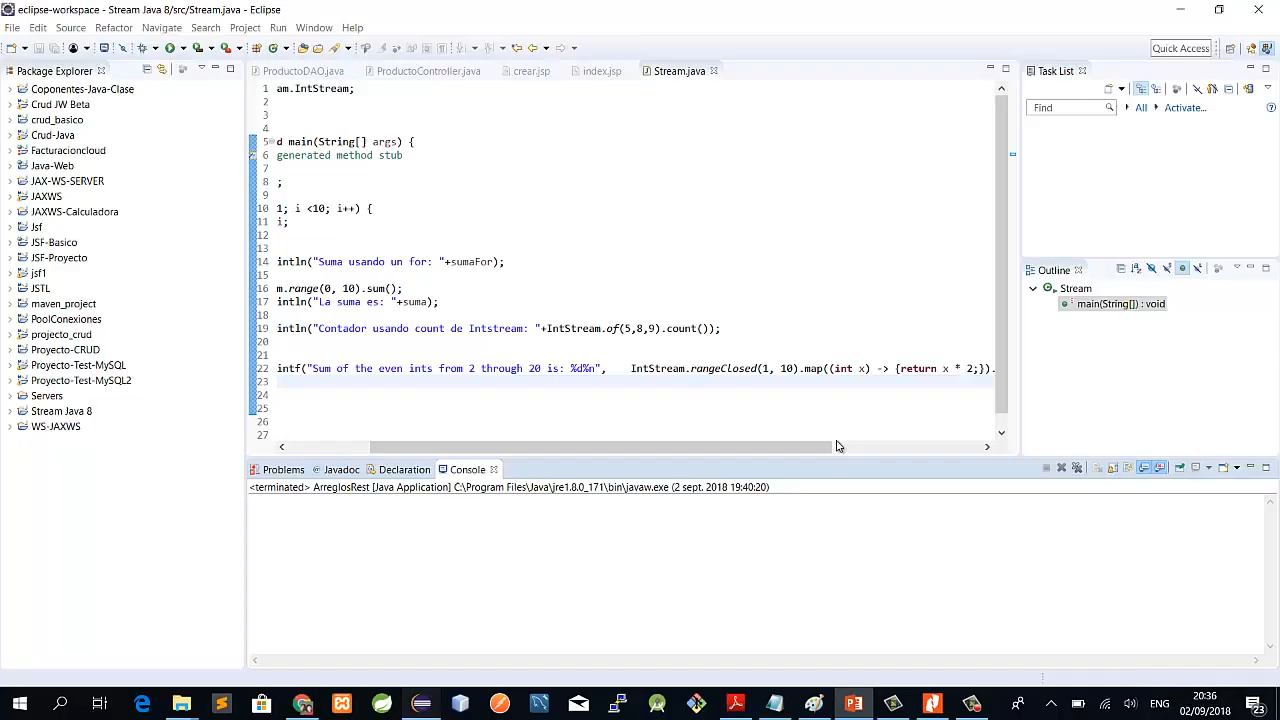 eclipse-workspace - Stream Java 8/src/Stream.java - Eclipse
File Edit Source Refactor Navigate Search Project Run Window Help
Quick Access
Package Explorer
ProductoDAO.java ProductoController.java crear.jsp index.jsp Stream.java
Task List
Coponentes-Java-Clase
Crud JW Beta
crud_basico
Crud-Java
Facturacioncloud
Java-Web
JAX-WS-SERVER
JAXWS
JAXWS-Calculadora
Jsf
JSF-Basico
JSF-Proyecto
jsf1
JSTL
maven_project
PoolConexiones
projecto_crud
Proyecto-CRUD
Proyecto-Test-MySQL
Proyecto-Test-MySQL2
Servers
Stream Java 8
WS-JAXWS
1 am.IntStream;
2
3
4
5 d main(String[] args) {
6 generated method stub
7
8 ;
9
10 1; i <10; i++) {
11 i;
12
13
14 intln("Suma usando un for: "+sumaFor);
15
16 m.range(0, 10).sum();
17 intln("La suma es: "+suma);
18
19 intln("Contador usando count de Intstream: "+IntStream.of(5,8,9).count());
20
21
22 intf("Sum of the even ints from 2 through 20 is: %d%n", IntStream.rangeClosed(1, 10).map((int x) -> {return x * 2;}).
23
24
25
26
27
Find All Activate...
Outline
Stream
main(String[]) : void
Problems Javadoc Declaration Console
<terminated> ArreglosRest [Java Application] C:\Program Files\Java\jre1.8.0_171\bin\javaw.exe (2 sept. 2018 19:40:20)
ENG
20:36
02/09/2018
23